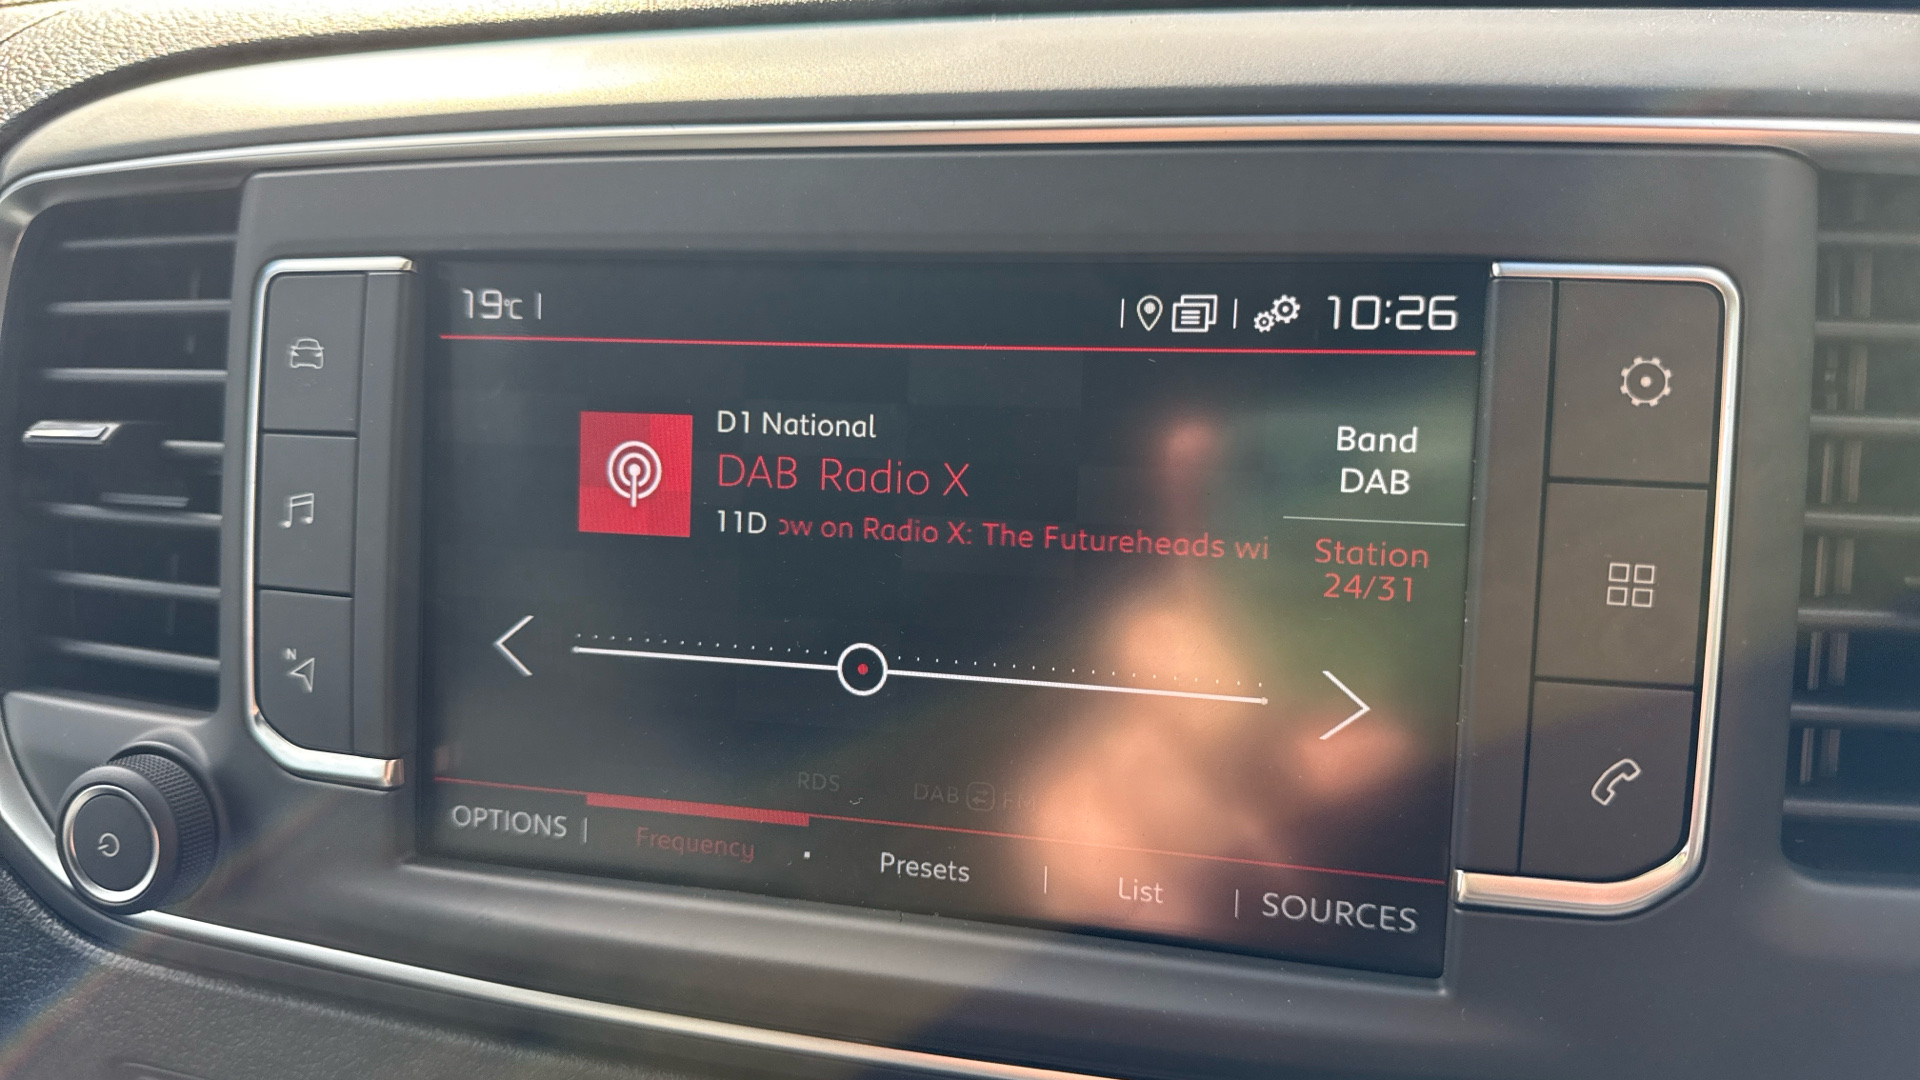 19°C
10:26
D1 National
DAB Radio X
11D ow on Radio X: The Futureheads wi
Band
DAB
Station
24/31
N
RDS
DAB FM
OPTIONS
Frequency
Presets
List
SOURCES